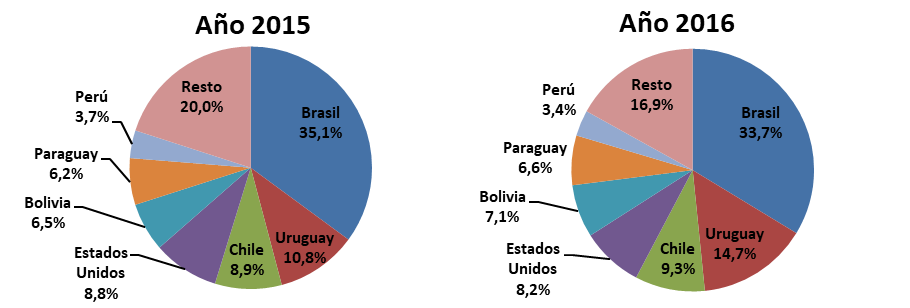 Año 2015
Resto
20,0%
Brasil
35,1%
Perú
3,7%
Paraguay
6,2%
Bolivia
6,5%
Estados
Unidos
8,8%
Chile
8,9%
Uruguay
10,8%
Año 2016
Resto
16,9%
Brasil
33,7%
Perú
3,4%
Paraguay
6,6%
Bolivia
7,1%
Estados
Unidos
8,2%
Chile
9,3%
Uruguay
14,7%